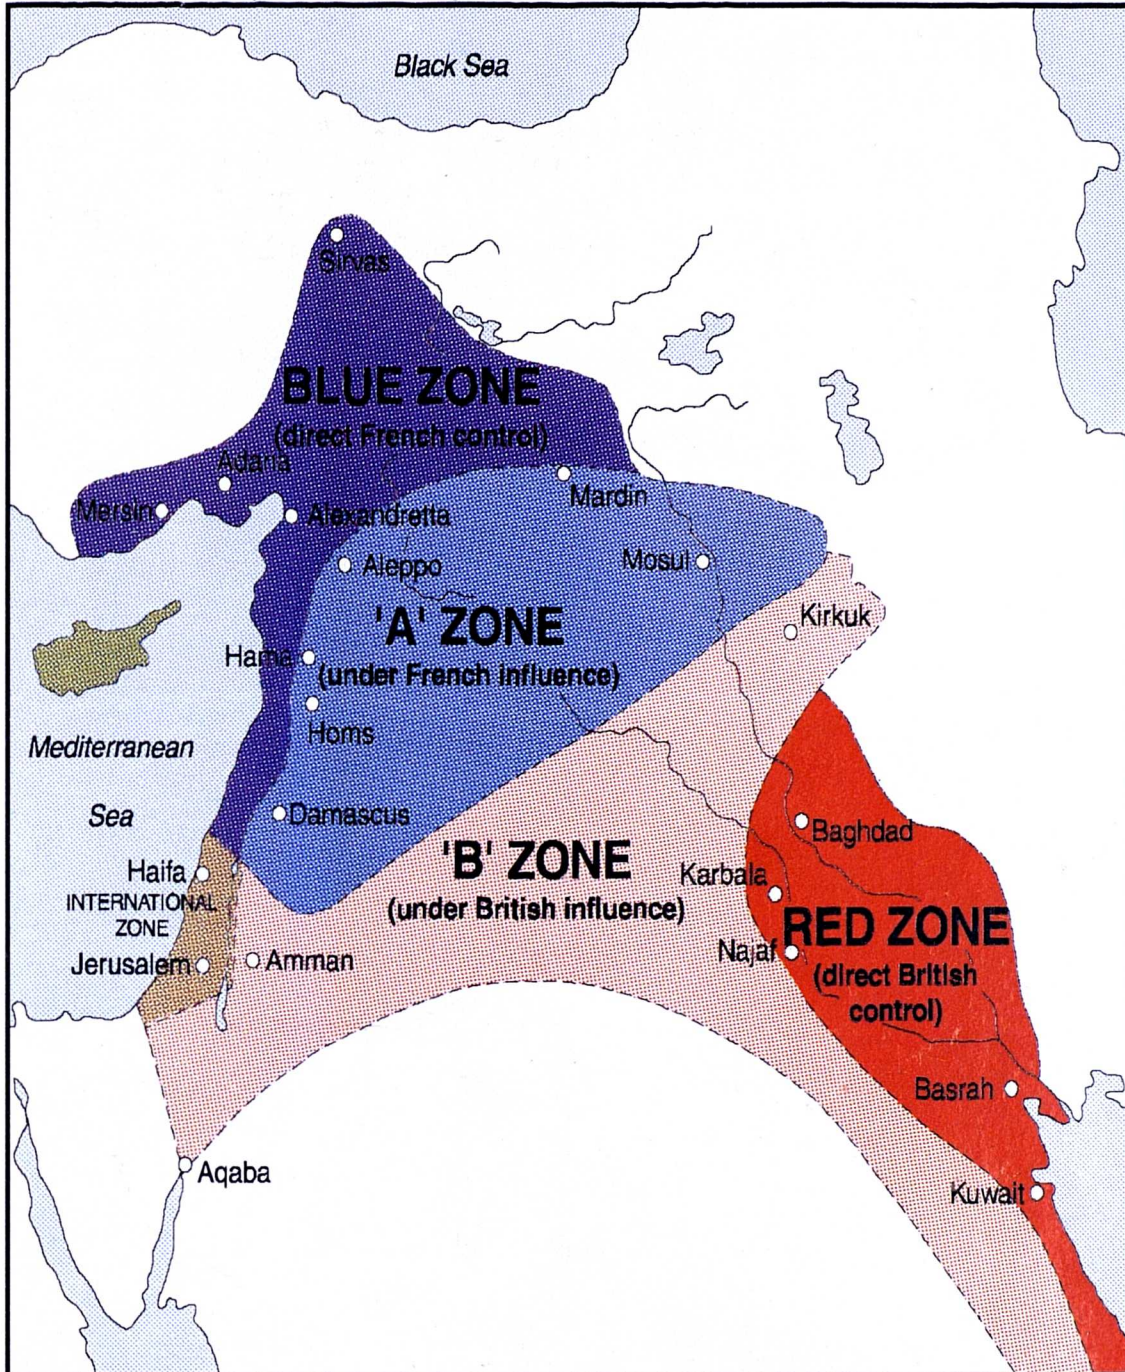 Black Sea
Sirvas
BLUE ZONE
(direct French control)
Adana
Mersin
Alexandretta
Mardin
Aleppo
Mosul
'A' ZONE
(under French influence)
Kirkuk
Hama
Homs
Mediterranean
Sea
Damascus
Baghdad
Haifa
'B' ZONE
(under British influence)
Karbala
INTERNATIONAL
ZONE
RED ZONE
(direct British
control)
Najaf
Jerusalem
Amman
Basrah
Aqaba
Kuwait